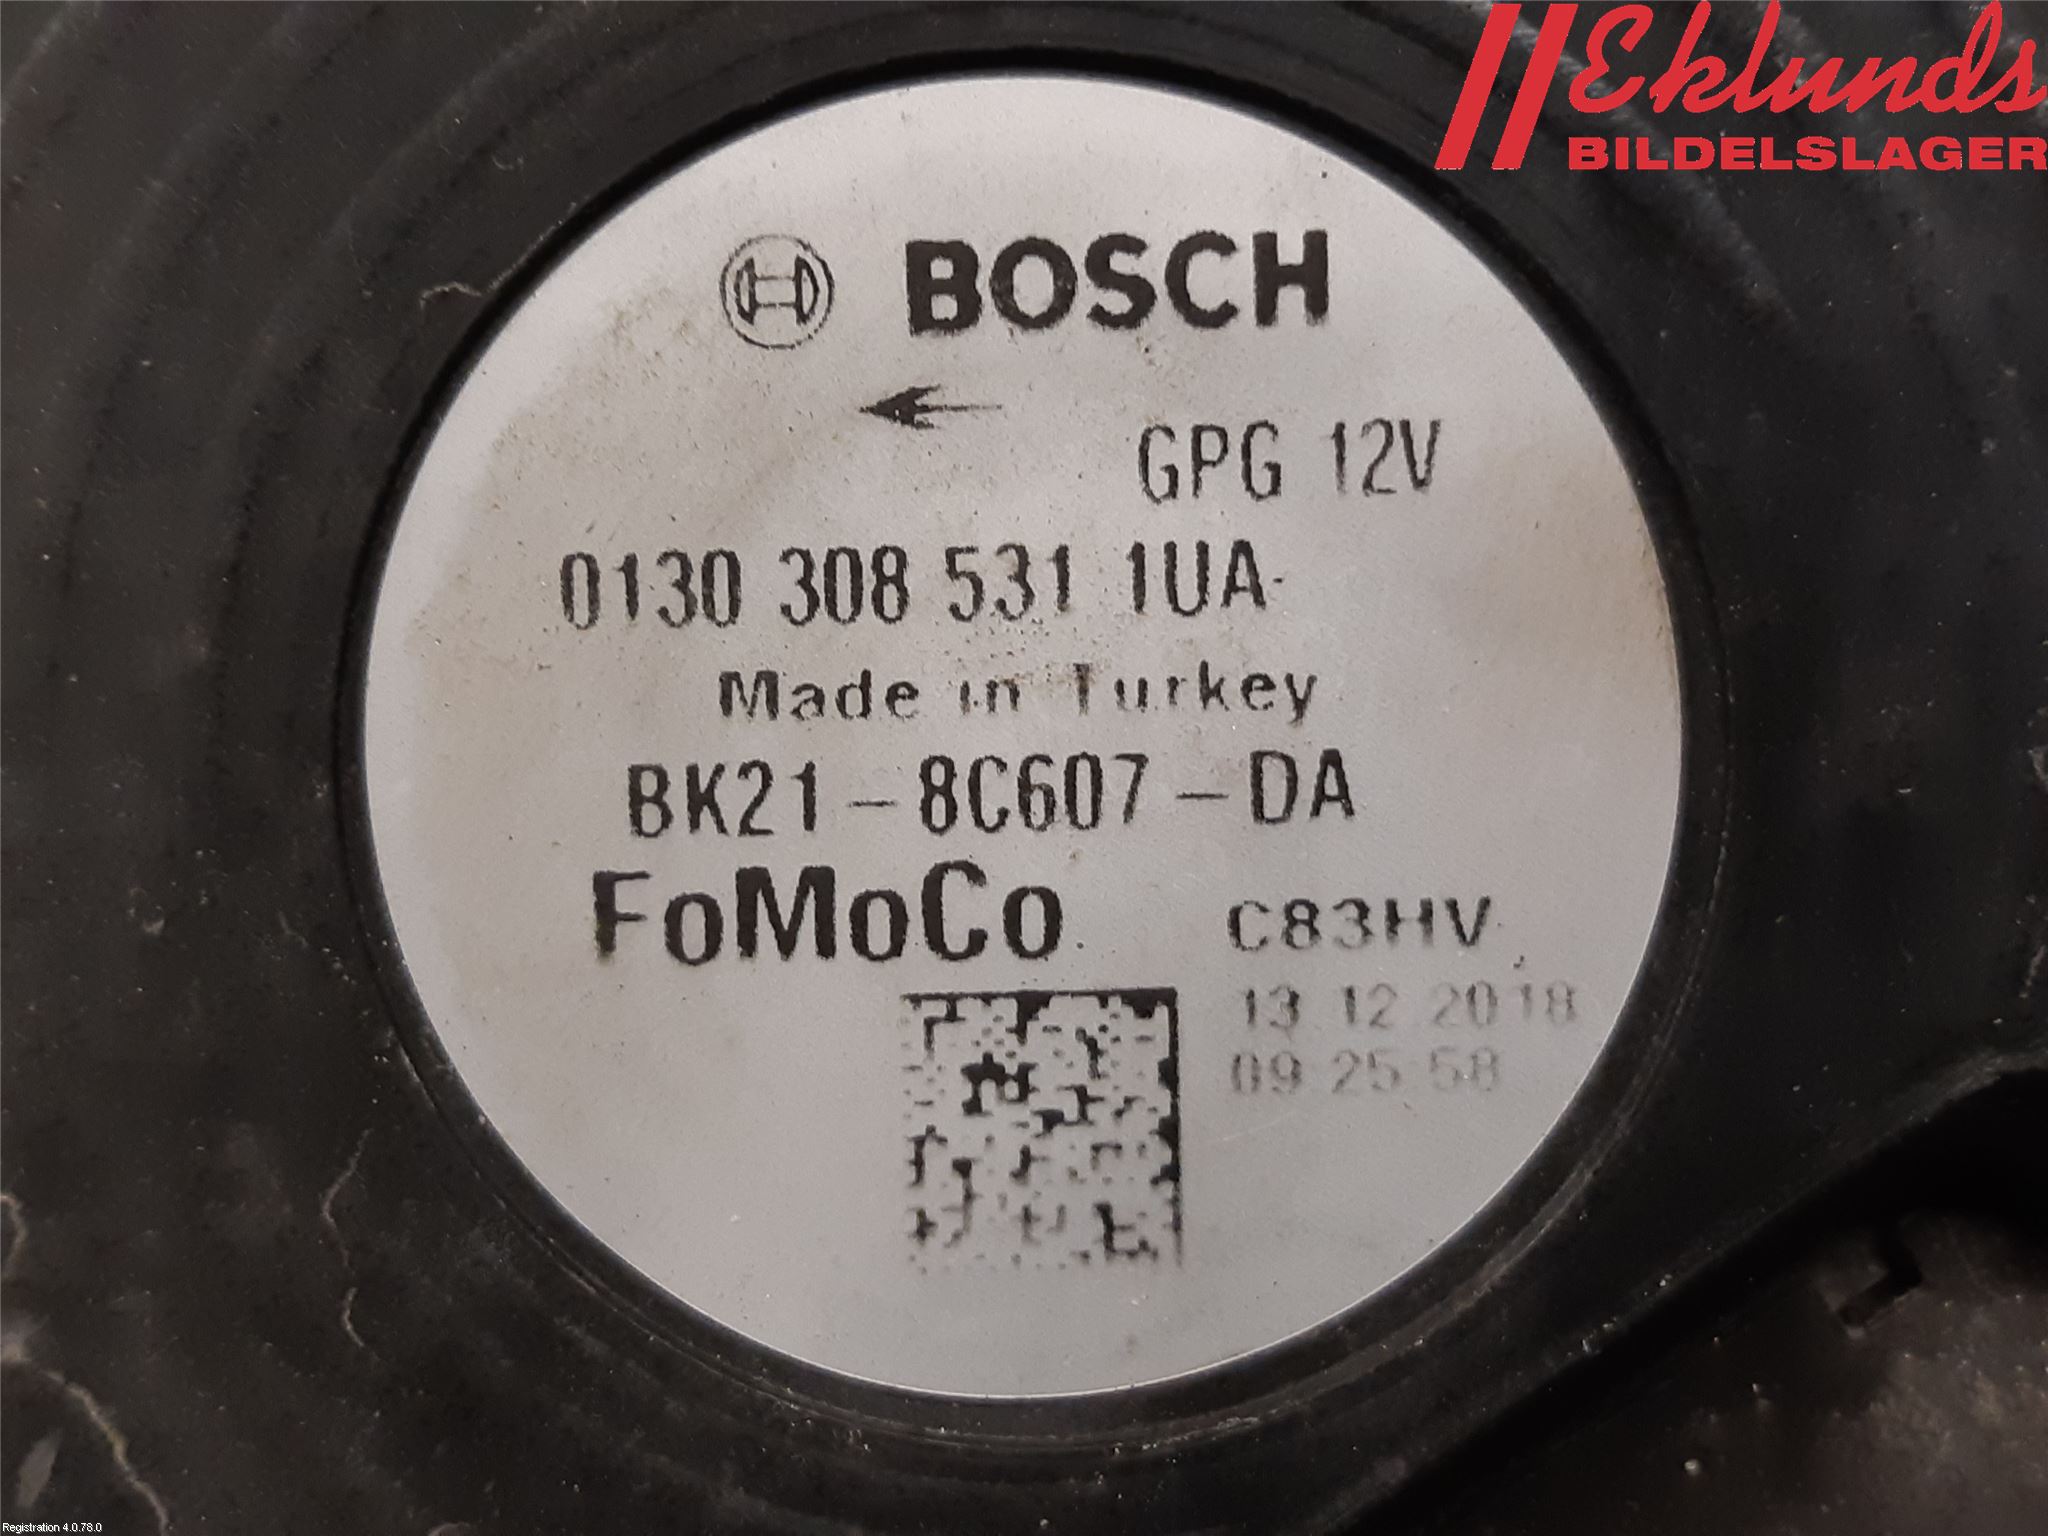 Eklunds
BILDELSLAGER
BOSCH
GPG 12V
0130 308 531 1UA
Made in Turkey
BK21-8C607-DA
FoMoCo
C83HV
13 12 2018
09 25 58
Registration 4.0.78.0